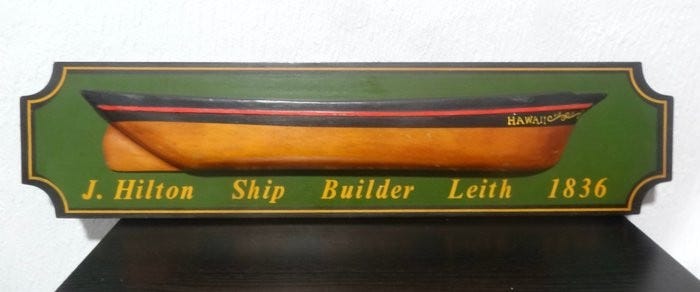 HAWAII
J. Hilton Ship Builder Leith 1836